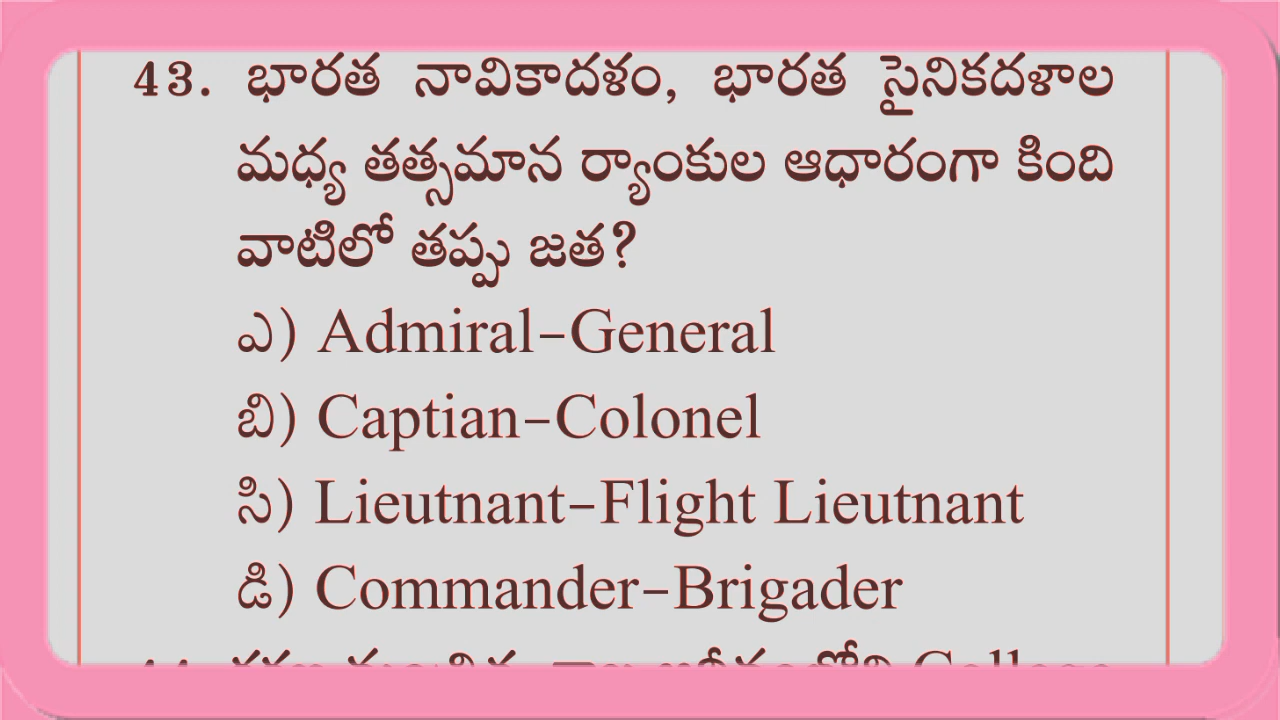 43. భారత నావికాదళం, భారత సైనికదళాల
మధ్య తత్సమాన ర్యాంకుల ఆధారంగా కింది
వాటిలో తప్పు జత?
ఎ) Admiral-General
బి) Captian-Colonel
సి) Lieutnant-Flight Lieutnant
డి) Commander-Brigader